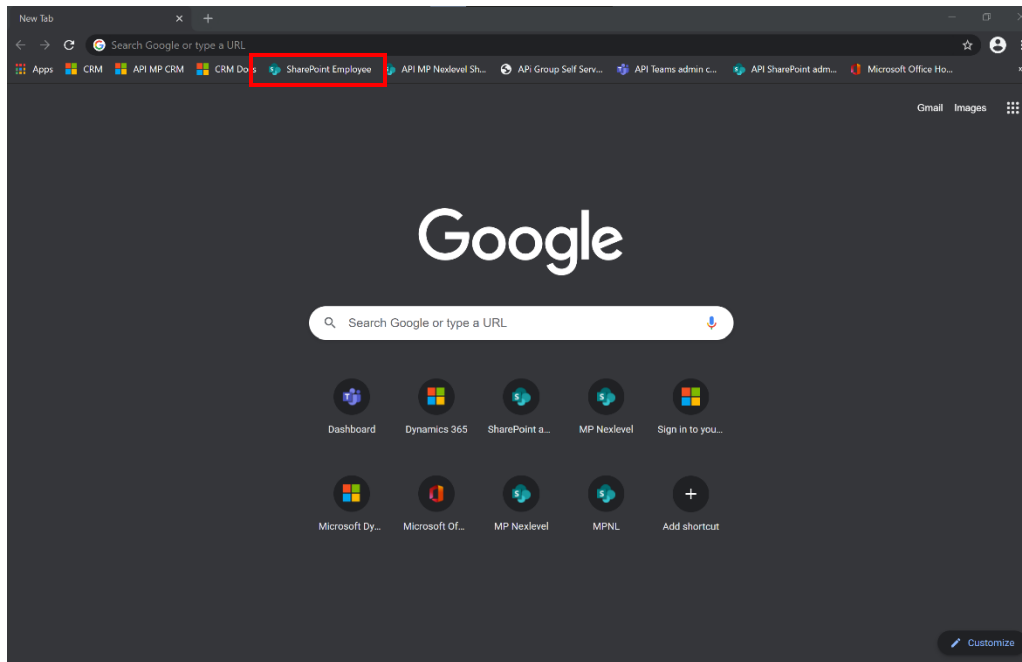 New Tab
Search Google or type a URL
Apps CRM API MP CRM CRM Docs SharePoint Employee API MP Nexlevel Sh... APi Group Self Serv... API Teams admin c... API SharePoint adm... Microsoft Office Ho...
Gmail Images
Google
Search Google or type a URL
Dashboard Dynamics 365 SharePoint a... MP Nexlevel Sign in to you...
Microsoft Dy... Microsoft Of... MP Nexlevel MPNL Add shortcut
Customize